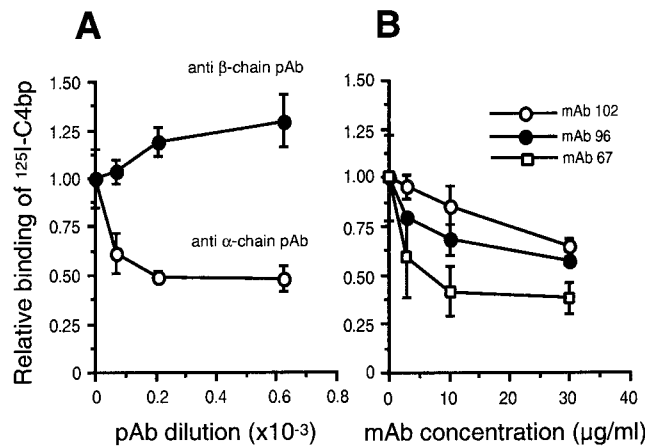 A
B
Relative binding of ¹²⁵I-C4bp
1.50
1.25
1.00
0.75
0.50
0.25
0
anti β-chain pAb
anti α-chain pAb
0
0.2
0.4
0.6
0.8
pAb dilution (x10⁻³)
1.50
1.25
1.00
0.75
0.50
0.25
0
mAb 102
mAb 96
mAb 67
0
10
20
30
40
mAb concentration (µg/ml)